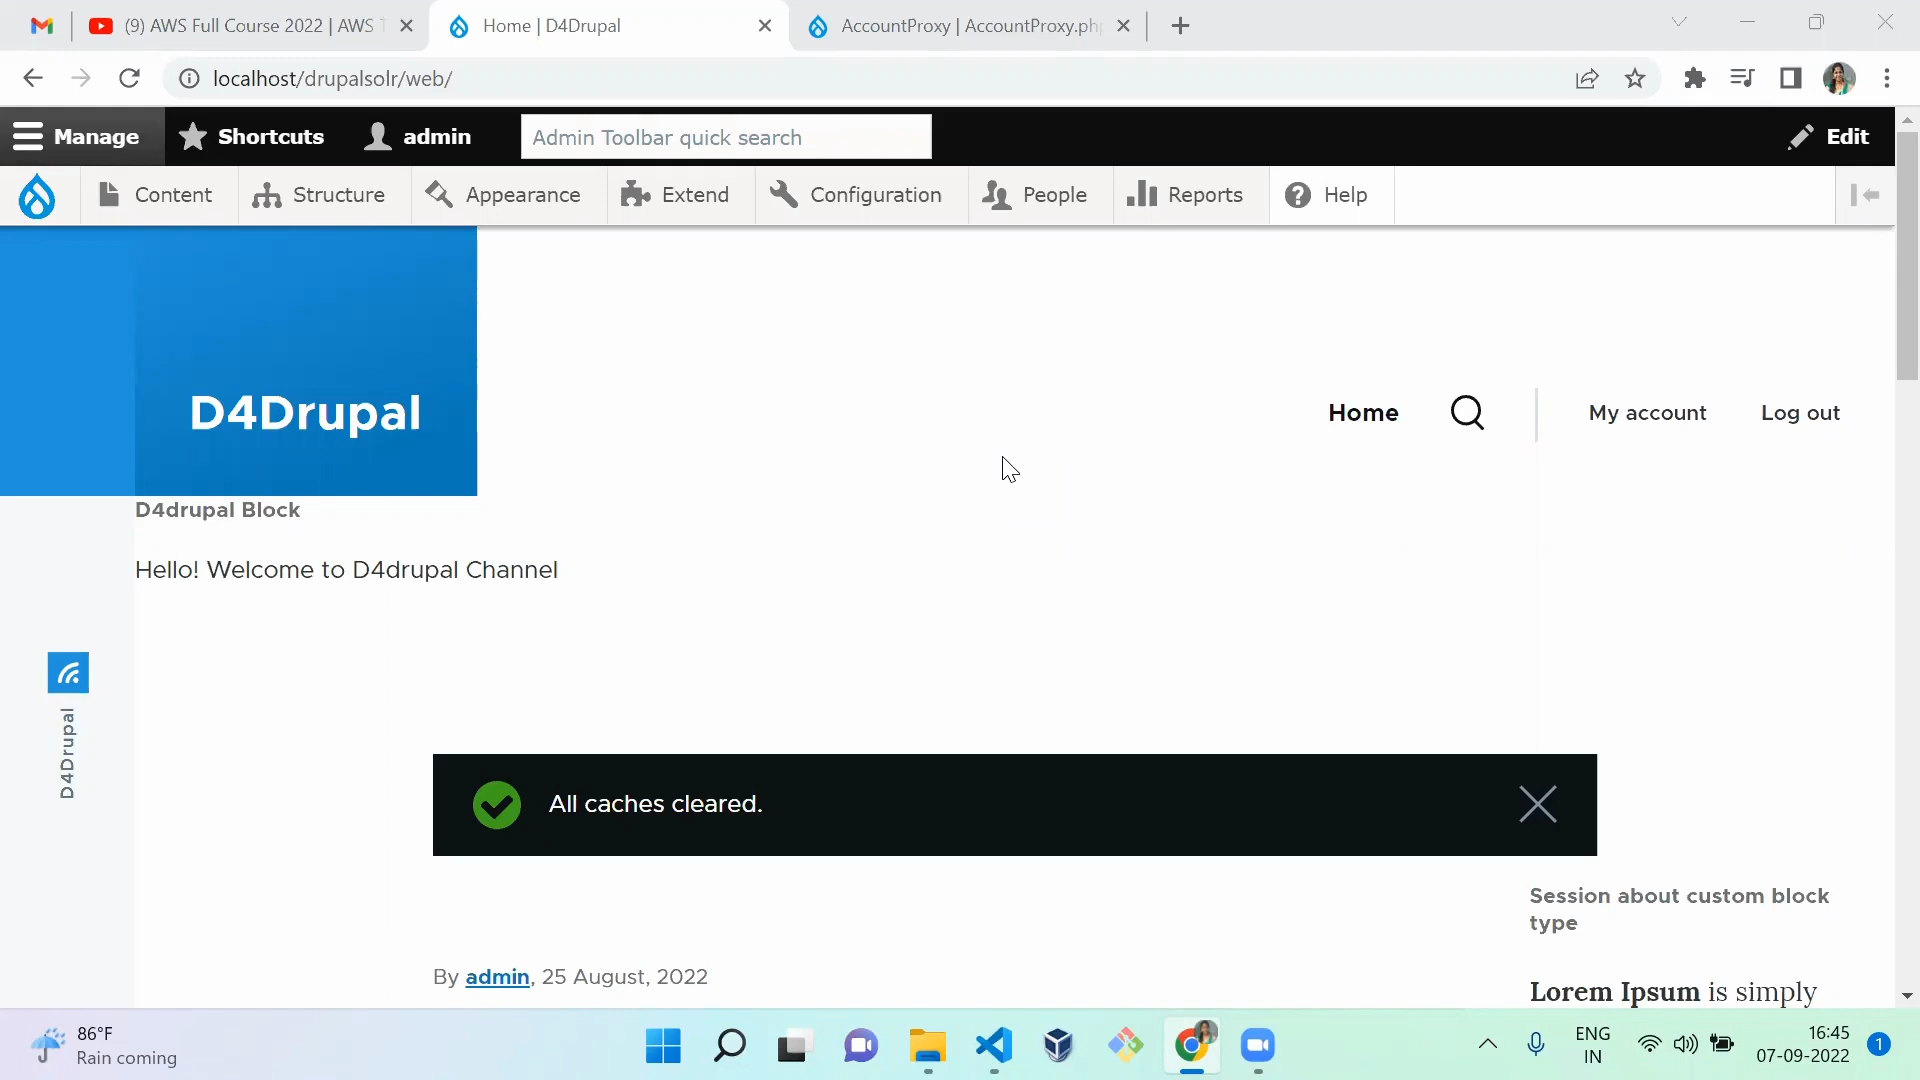 (9) AWS Full Course 2022 | AWS T
Home | D4Drupal
AccountProxy | AccountProxy.php
localhost/drupalsolr/web/
Manage
Shortcuts
admin
Admin Toolbar quick search
Edit
Content
Structure
Appearance
Extend
Configuration
People
Reports
Help
D4Drupal
Home
My account
Log out
D4drupal Block
Hello! Welcome to D4drupal Channel
D4Drupal
All caches cleared.
Session about custom block
type
By admin, 25 August, 2022
Lorem Ipsum is simply
86°F
Rain coming
ENG
IN
16:45
07-09-2022
1